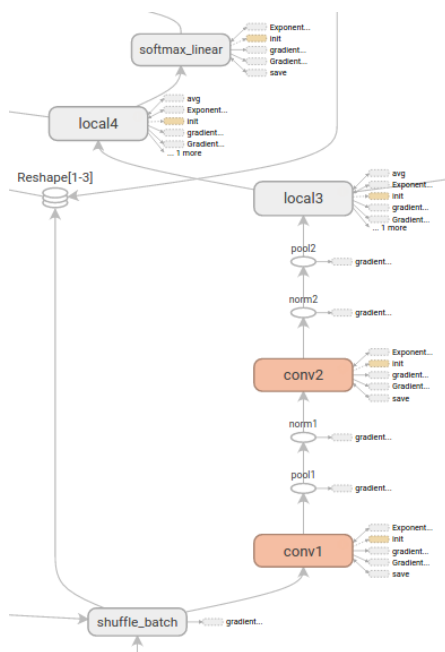 softmax_linear
Exponent...
init
gradient...
Gradient...
save
local4
avg
Exponent...
init
gradient...
Gradient...
... 1 more
Reshape[1-3]
local3
avg
Exponent...
init
gradient...
Gradient...
... 1 more
pool2
gradient...
norm2
gradient...
conv2
Exponent...
init
gradient...
Gradient...
save
norm1
gradient...
pool1
gradient...
conv1
Exponent...
init
gradient...
Gradient...
save
shuffle_batch
gradient...